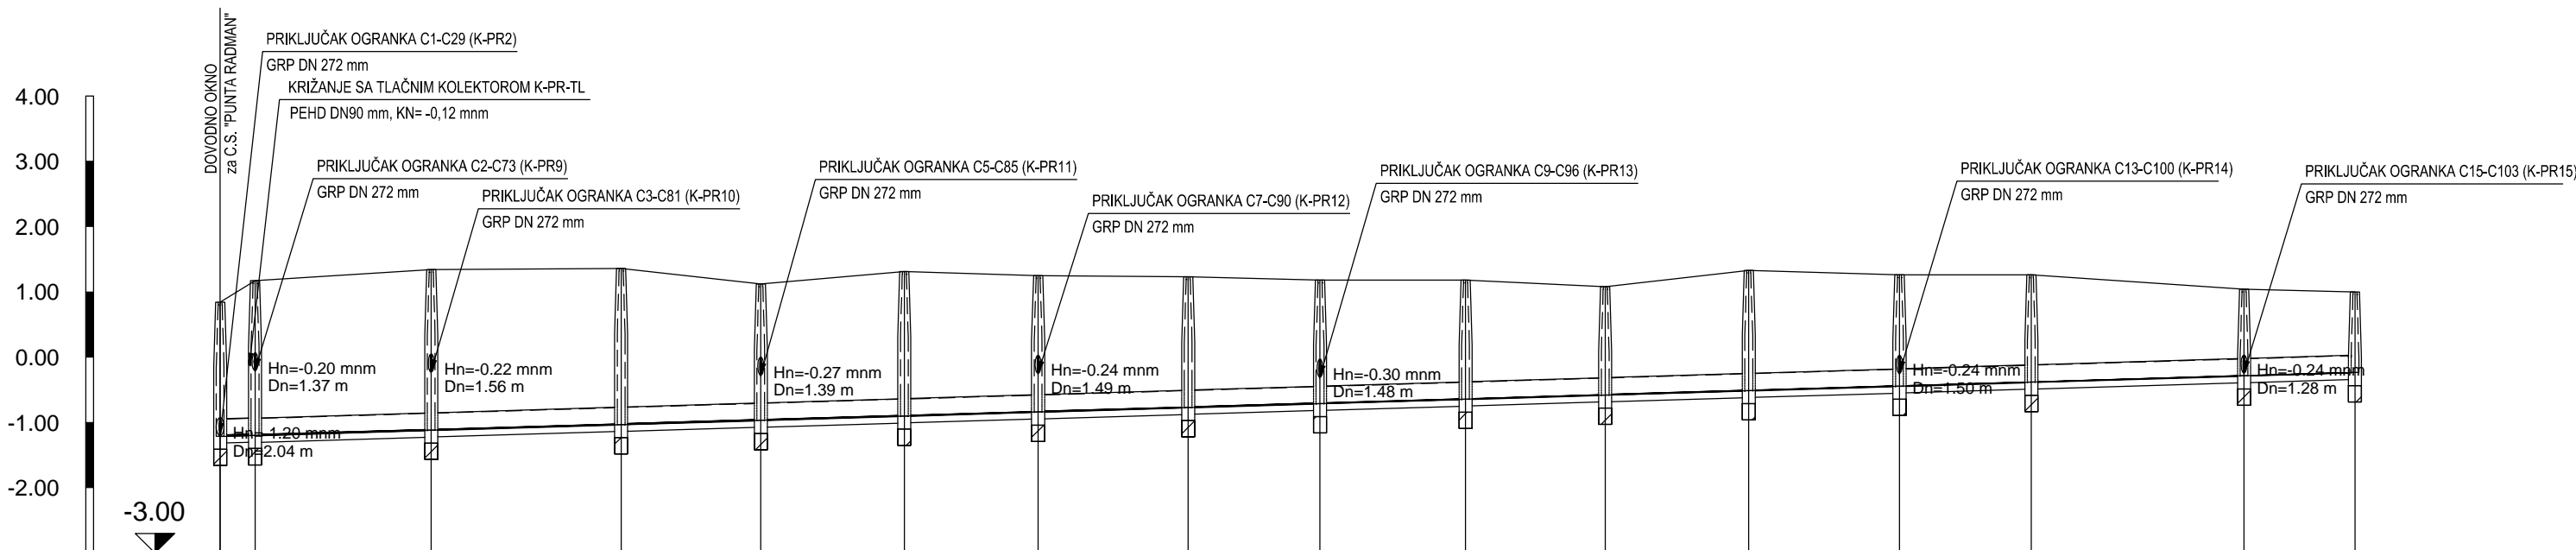 DOVODNO OKNO
za C.S. "PUNTA RADMAN"
PRIKLJUČAK OGRANKA C1-C29 (K-PR2)
GRP DN 272 mm
KRIŽANJE SA TLAČNIM KOLEKTOROM K-PR-TL
PEHD DN90 mm, KN= -0,12 mnm
PRIKLJUČAK OGRANKA C2-C73 (K-PR9)
GRP DN 272 mm
PRIKLJUČAK OGRANKA C3-C81 (K-PR10)
GRP DN 272 mm
PRIKLJUČAK OGRANKA C5-C85 (K-PR11)
GRP DN 272 mm
PRIKLJUČAK OGRANKA C7-C90 (K-PR12)
GRP DN 272 mm
PRIKLJUČAK OGRANKA C9-C96 (K-PR13)
GRP DN 272 mm
PRIKLJUČAK OGRANKA C13-C100 (K-PR14)
GRP DN 272 mm
PRIKLJUČAK OGRANKA C15-C103 (K-PR15)
GRP DN 272 mm
4.00
3.00
2.00
1.00
0.00
-1.00
-2.00
-3.00
Hn=-1.20 mnm
Dn=2.04 m
Hn=-0.20 mnm
Dn=1.37 m
Hn=-0.22 mnm
Dn=1.56 m
Hn=-0.27 mnm
Dn=1.39 m
Hn=-0.24 mnm
Dn=1.49 m
Hn=-0.30 mnm
Dn=1.48 m
Hn=-0.24 mnm
Dn=1.50 m
Hn=-0.24 mnm
Dn=1.28 m